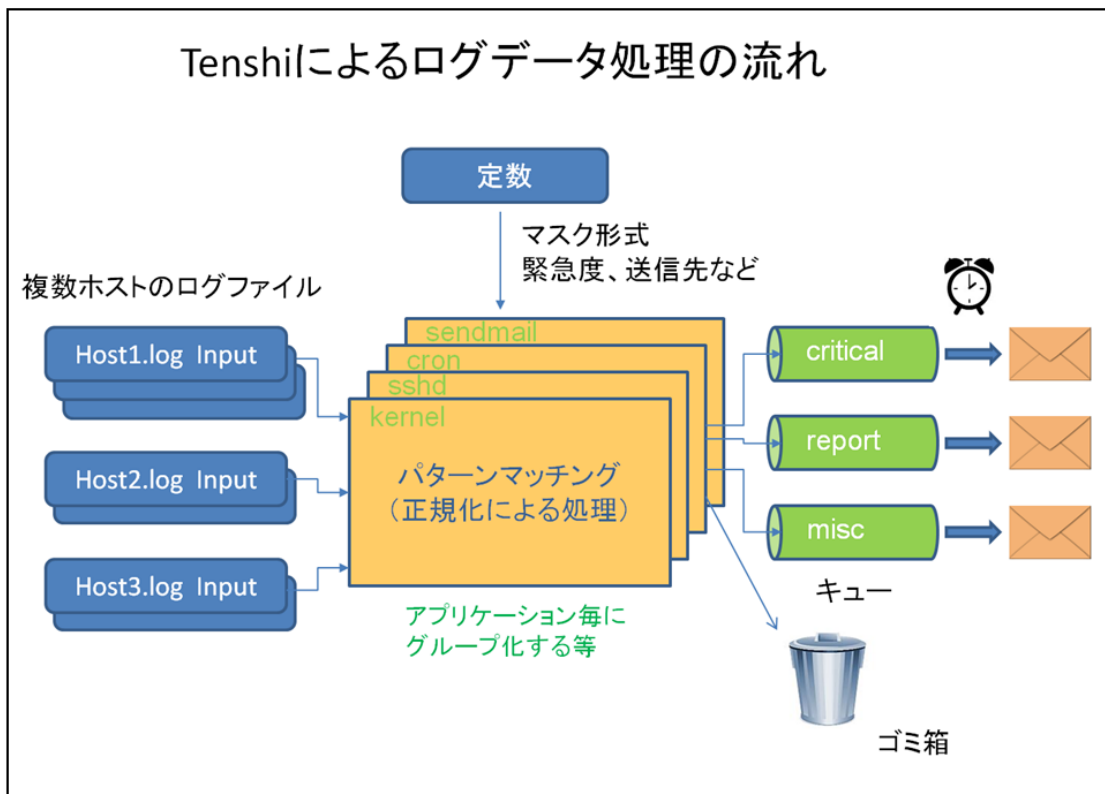 Tenshiによるログデータ処理の流れ
定数
マスク形式
緊急度、送信先など
複数ホストのログファイル
Host1.log Input
Host2.log Input
Host3.log Input
sendmail
cron
sshd
kernel
パターンマッチング
（正規化による処理）
アプリケーション毎に
グループ化する等
critical
report
misc
キュー
ゴミ箱